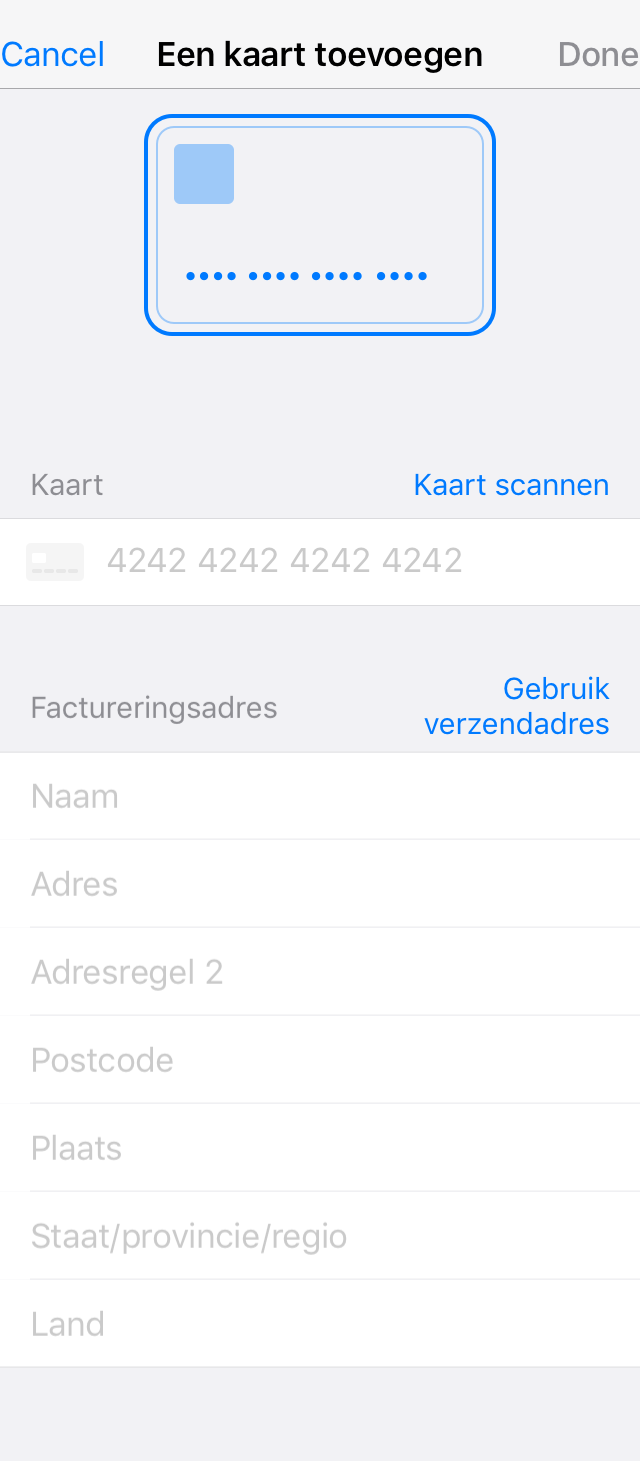 Cancel Een kaart toevoegen Done
•••• •••• •••• ••••
Kaart Kaart scannen
4242 4242 4242 4242
Factureringsadres Gebruik
verzendadres
Naam
Adres
Adresregel 2
Postcode
Plaats
Staat/provincie/regio
Land